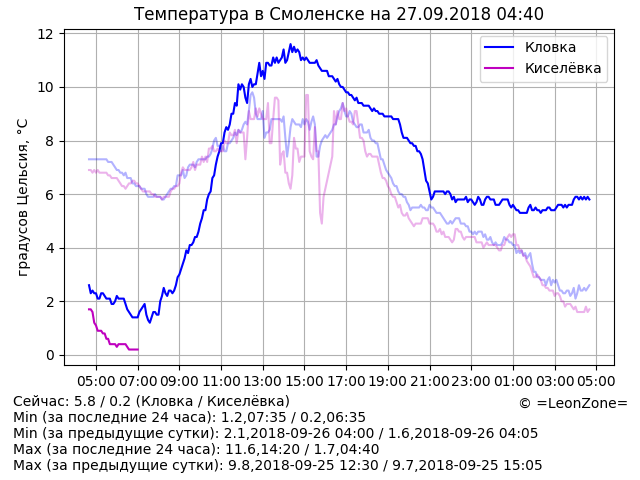 Температура в Смоленске на 27.09.2018 04:40
Кловка
Киселёвка
градусов Цельсия, °C
12
10
8
6
4
2
0
05:00 07:00 09:00 11:00 13:00 15:00 17:00 19:00 21:00 23:00 01:00 03:00 05:00
Сейчас: 5.8 / 0.2 (Кловка / Киселёвка)
© =LeonZone=
Min (за последние 24 часа): 1.2,07:35 / 0.2,06:35
Min (за предыдущие сутки): 2.1,2018-09-26 04:00 / 1.6,2018-09-26 04:05
Max (за последние 24 часа): 11.6,14:20 / 1.7,04:40
Max (за предыдущие сутки): 9.8,2018-09-25 12:30 / 9.7,2018-09-25 15:05